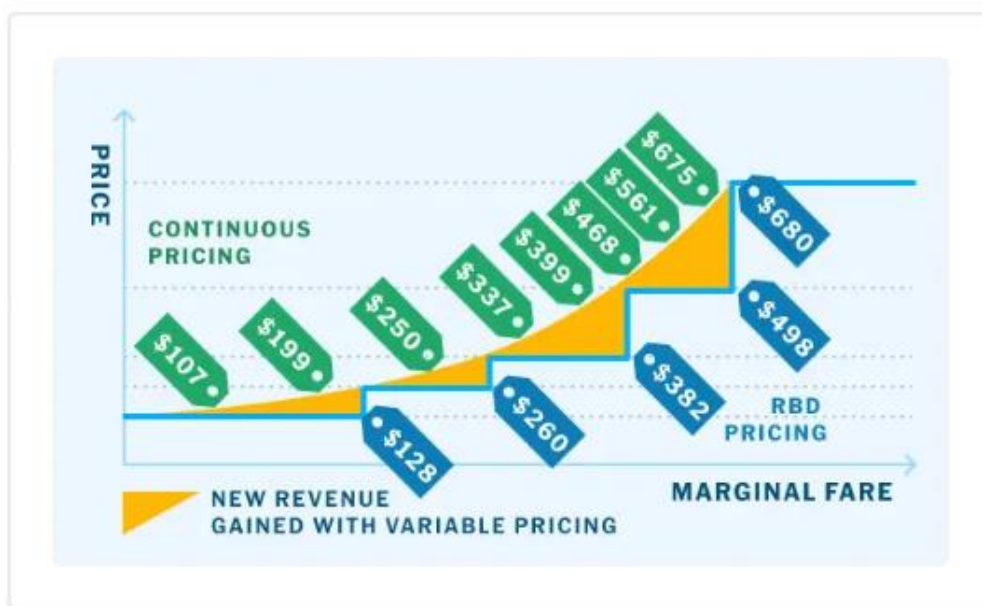 PRICE
CONTINUOUS
PRICING
$107
$199
$250
$337
$399
$468
$561
$675
$680
$498
$382
$260
$128
RBD
PRICING
MARGINAL FARE
NEW REVENUE
GAINED WITH VARIABLE PRICING